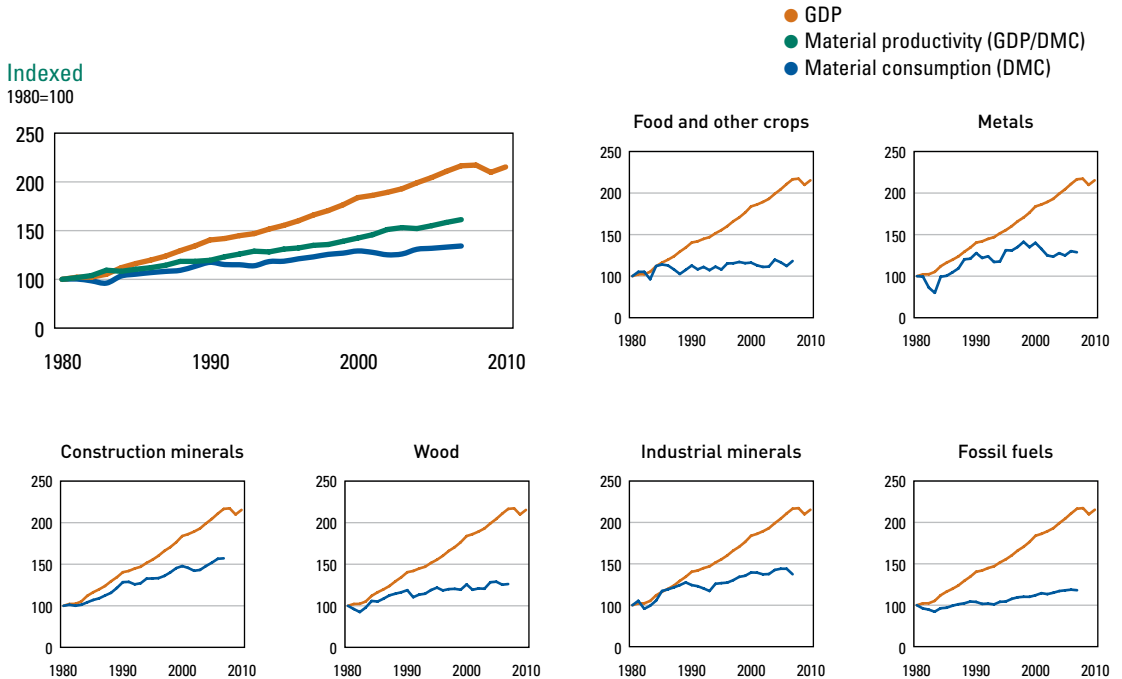 GDP
Material productivity (GDP/DMC)
Material consumption (DMC)
Indexed
1980=100
250
200
150
100
0
1980 1990 2000 2010
Food and other crops
250
200
150
100
0
1980 1990 2000 2010
Metals
250
200
150
100
0
1980 1990 2000 2010
Construction minerals
250
200
150
100
0
1980 1990 2000 2010
Wood
250
200
150
100
0
1980 1990 2000 2010
Industrial minerals
250
200
150
100
0
1980 1990 2000 2010
Fossil fuels
250
200
150
100
0
1980 1990 2000 2010